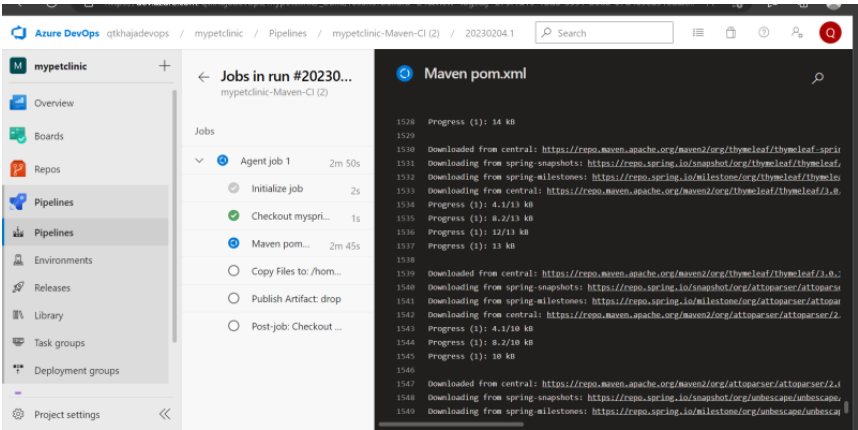 Azure DevOps qtkhajadevops / mypetclinic / Pipelines / mypetclinic-Maven-CI (2) / 20230204.1
Search
Q
M mypetclinic
Overview
Boards
Repos
Pipelines
Pipelines
Environments
Releases
Library
Task groups
Deployment groups
Project settings
Jobs in run #20230...
mypetclinic-Maven-CI (2)
Jobs
Agent job 1 2m 50s
Initialize job 2s
Checkout myspri... 1s
Maven pom... 2m 45s
Copy Files to: /hom...
Publish Artifact: drop
Post-job: Checkout ...
Maven pom.xml
1528 Progress (1): 14 kB
1529
1530 Downloaded from central: https://repo.maven.apache.org/maven2/org/thymeleaf/thymeleaf-sprin
1531 Downloading from spring-snapshots: https://repo.spring.io/snapshot/org/thymeleaf/thymeleaf/
1532 Downloading from spring-milestones: https://repo.spring.io/milestone/org/thymeleaf/thymelea
1533 Downloading from central: https://repo.maven.apache.org/maven2/org/thymeleaf/thymeleaf/3.0.
1534 Progress (1): 4.1/13 kB
1535 Progress (1): 8.2/13 kB
1536 Progress (1): 12/13 kB
1537 Progress (1): 13 kB
1538
1539 Downloaded from central: https://repo.maven.apache.org/maven2/org/thymeleaf/thymeleaf/3.0.1
1540 Downloading from spring-snapshots: https://repo.spring.io/snapshot/org/attoparser/attoparse
1541 Downloading from spring-milestones: https://repo.spring.io/milestone/org/attoparser/attopar
1542 Downloading from central: https://repo.maven.apache.org/maven2/org/attoparser/attoparser/2.
1543 Progress (1): 4.1/10 kB
1544 Progress (1): 8.2/10 kB
1545 Progress (1): 10 kB
1546
1547 Downloaded from central: https://repo.maven.apache.org/maven2/org/attoparser/attoparser/2.
1548 Downloading from spring-snapshots: https://repo.spring.io/snapshot/org/unbescape/unbescape/
1549 Downloading from spring-milestones: https://repo.spring.io/milestone/org/unbescape/unbescap